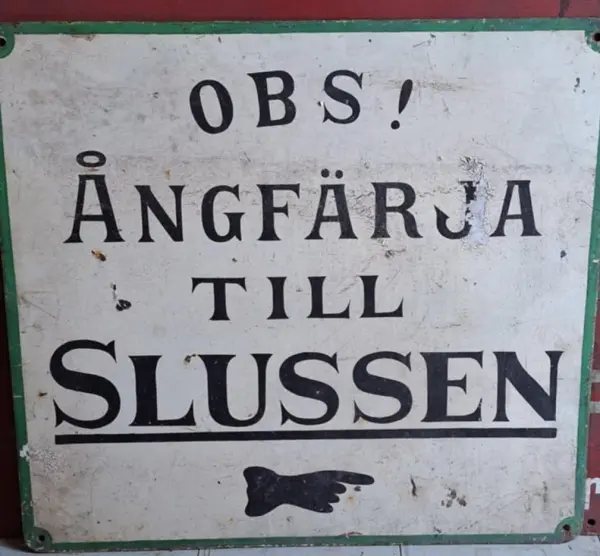 OBS!
ÅNGFÄRJA
TILL
SLUSSEN